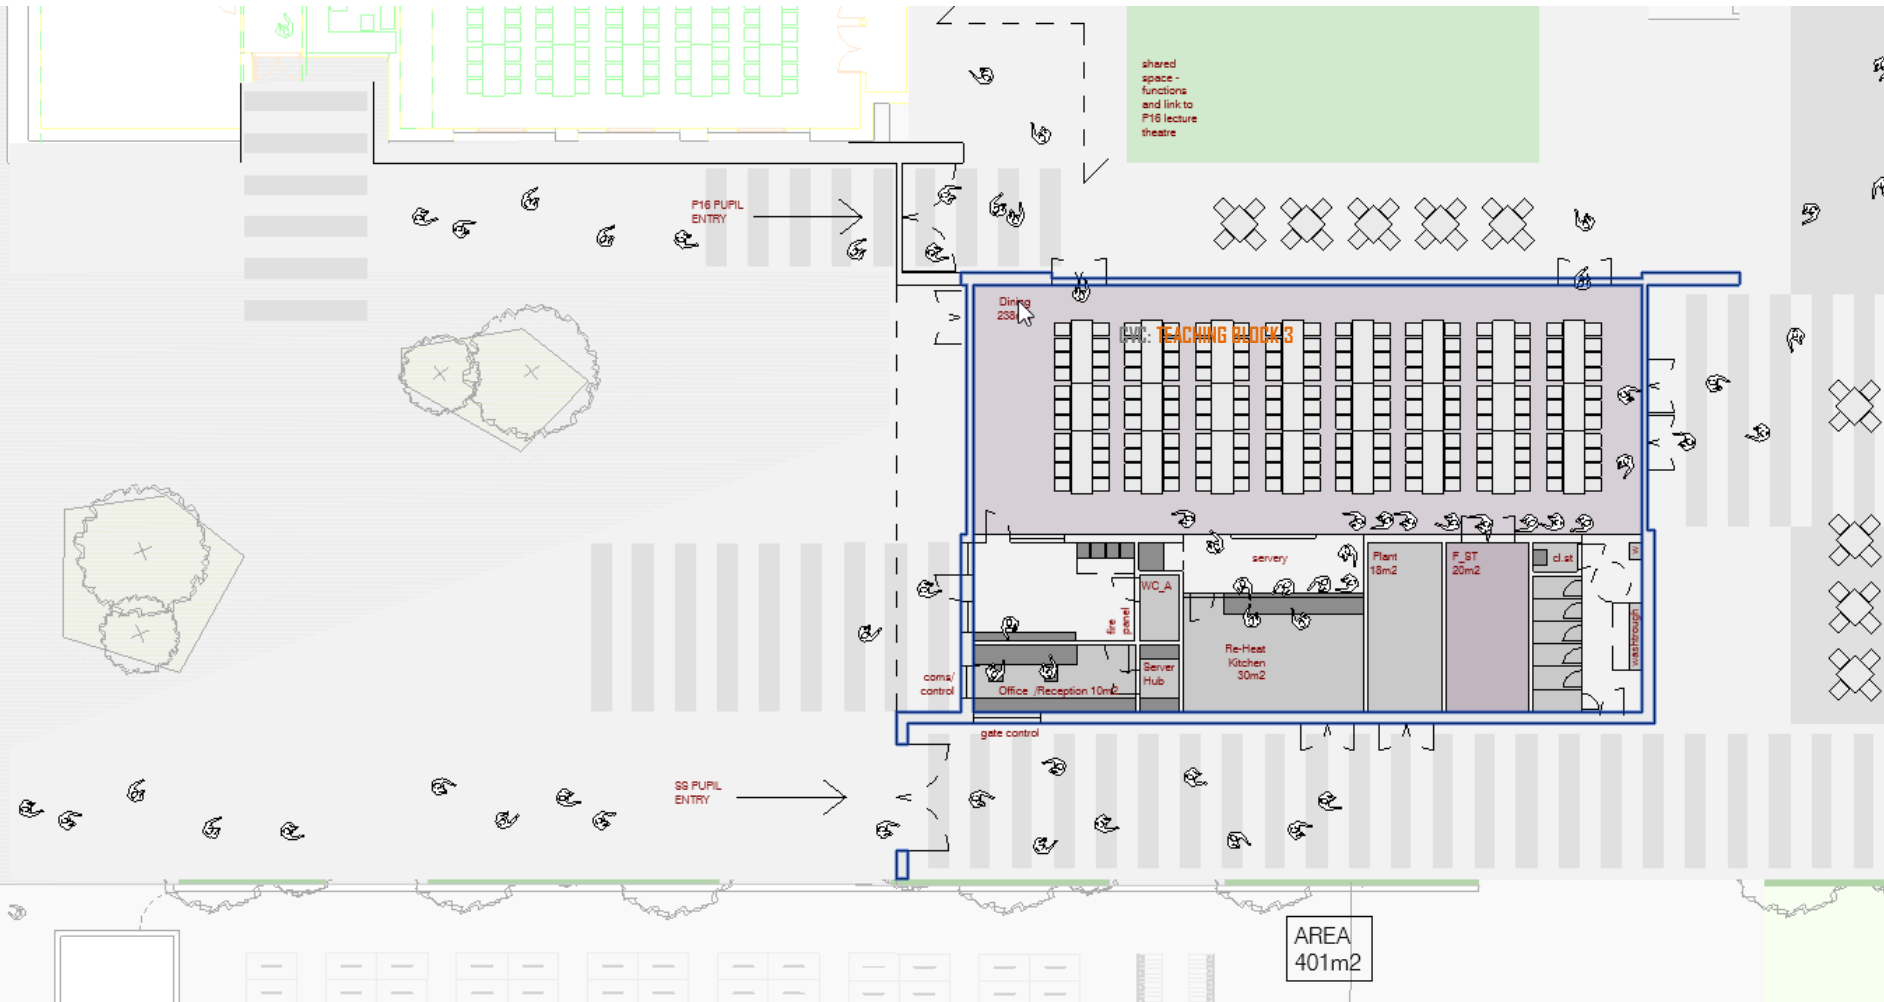 shared
space -
functions
and link to
P16 lecture
theatre
P16 PUPIL
ENTRY
Dining
CVC: TEACHING BLOCK 3
servery
Plant
18m2
F_ST
20m2
cl.st
WC_A
fire
panel
Re-Heat
Kitchen
30m2
washtrough
Server
Hub
coms/
control
Office /Reception 10m2
gate control
SS PUPIL
ENTRY
AREA
401m2